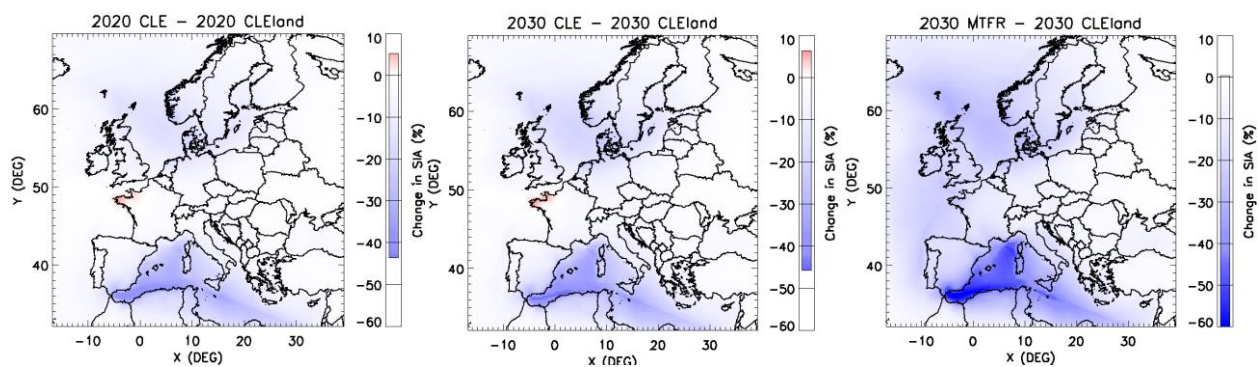 2020 CLE – 2020 CLEland
10
0
-10
-20
-30
-40
-50
-60
Change in SIA (%)
60
50
40
Y (DEG)
-10 0 10 20 30
X (DEG)
2030 CLE – 2030 CLEland
10
0
-10
-20
-30
-40
-50
-60
Change in SIA (%)
60
50
40
Y (DEG)
-10 0 10 20 30
X (DEG)
2030 MTFR – 2030 CLEland
10
0
-10
-20
-30
-40
-50
-60
Change in SIA (%)
60
50
40
Y (DEG)
-10 0 10 20 30
X (DEG)